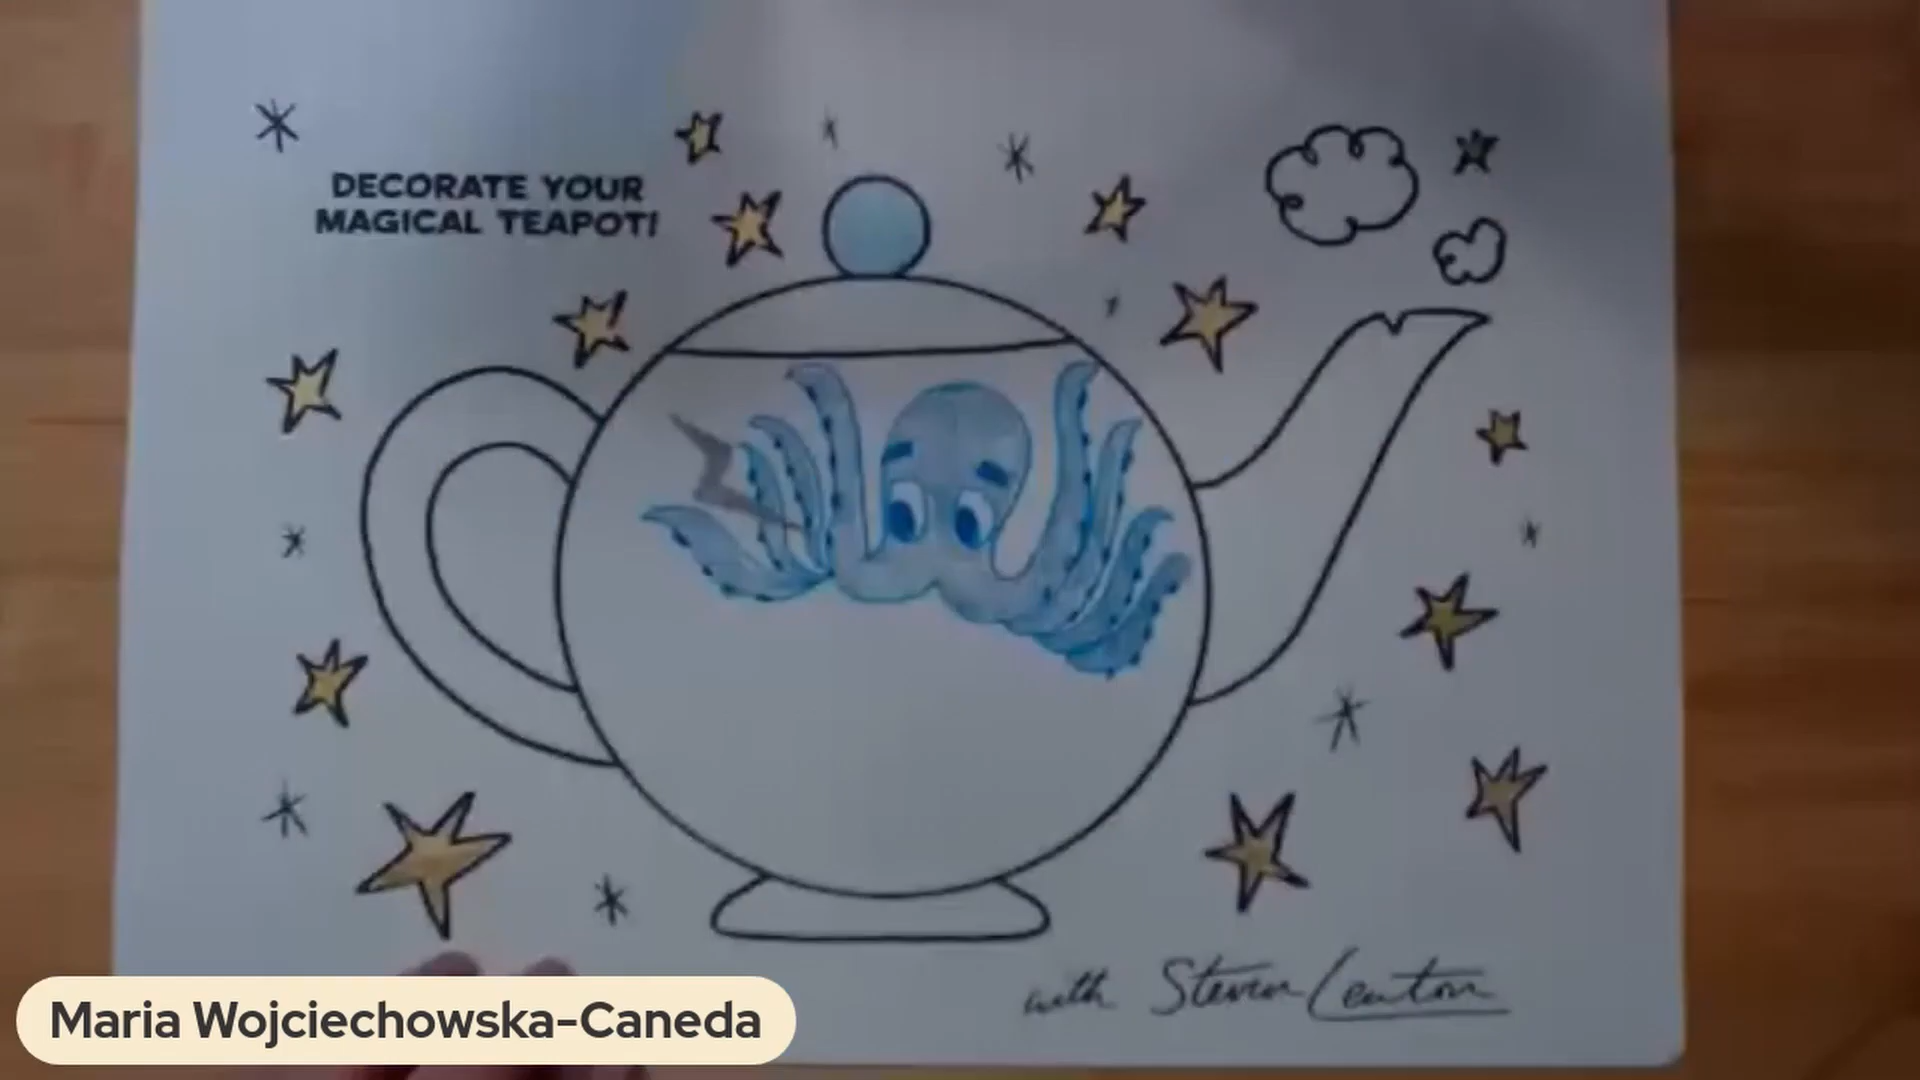 DECORATE YOUR
MAGICAL TEAPOT!
with Steven Lenton
Maria Wojciechowska-Caneda